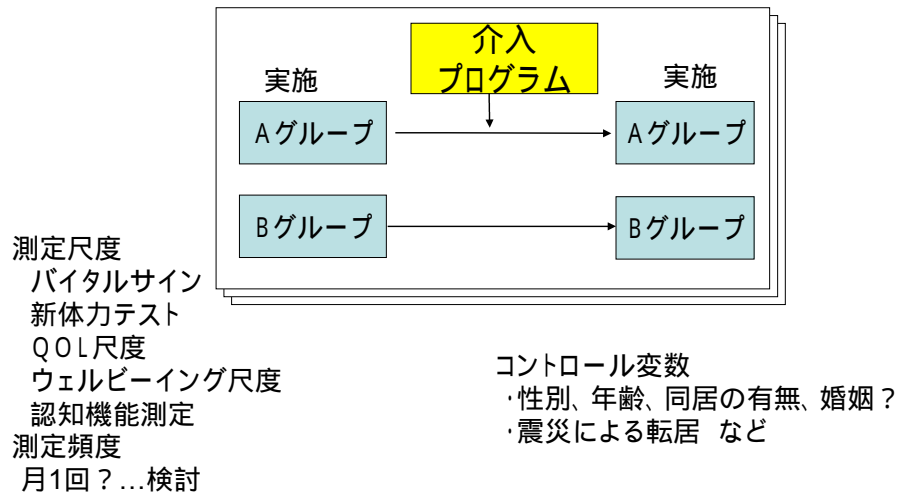 介入
プログラム
実施
実施
Aグループ
Aグループ
Bグループ
Bグループ
測定尺度
バイタルサイン
新体力テスト
QOL尺度
ウェルビーイング尺度
認知機能測定
測定頻度
月1回？…検討
コントロール変数
・性別、年齢、同居の有無、婚姻？
・震災による転居 など